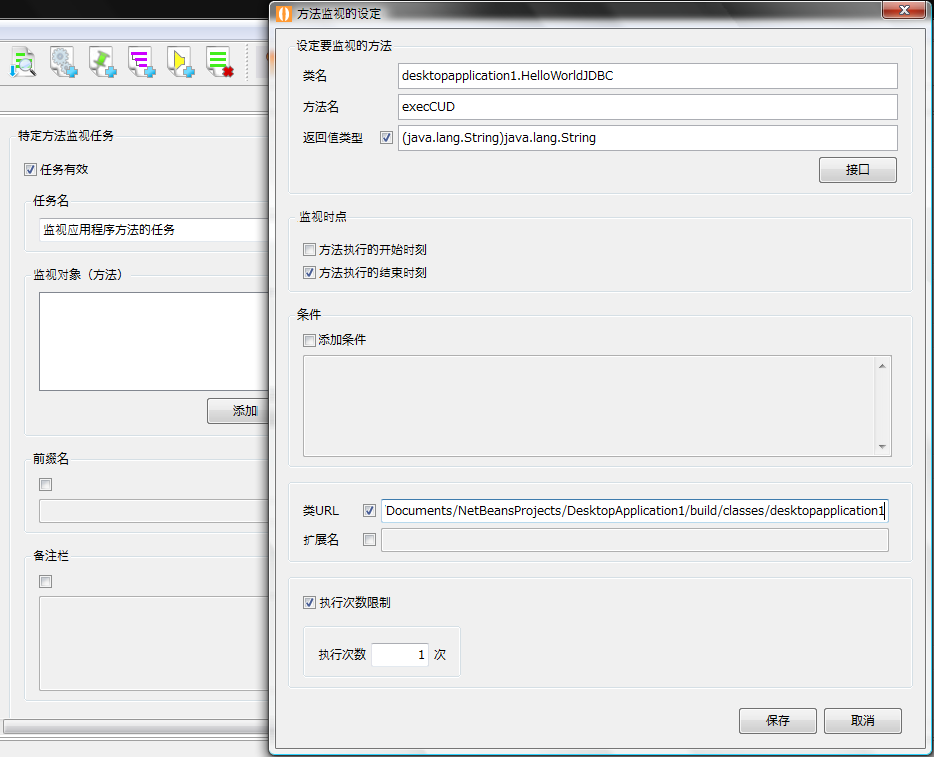 方法监视的设定
设定要监视的方法
类名
desktopapplication1.HelloWorldJDBC
方法名
execCUD
返回值类型
(java.lang.String)java.lang.String
接口
监视时点
方法执行的开始时刻
方法执行的结束时刻
条件
添加条件
类URL
Documents/NetBeansProjects/DesktopApplication1/build/classes/desktopapplication1
扩展名
执行次数限制
执行次数 1 次
保存
取消
特定方法监视任务
任务有效
任务名
监视应用程序方法的任务
监视对象（方法）
添加
前缀名
备注栏